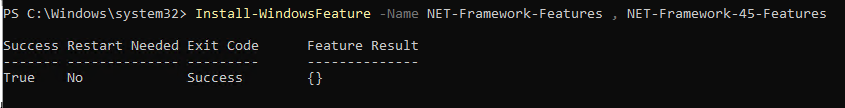 PS C:\Windows\system32> Install-WindowsFeature -Name NET-Framework-Features , NET-Framework-45-Features
Success Restart Needed Exit Code      Feature Result
------- -------------- ---------      --------------
True    No             Success        {}